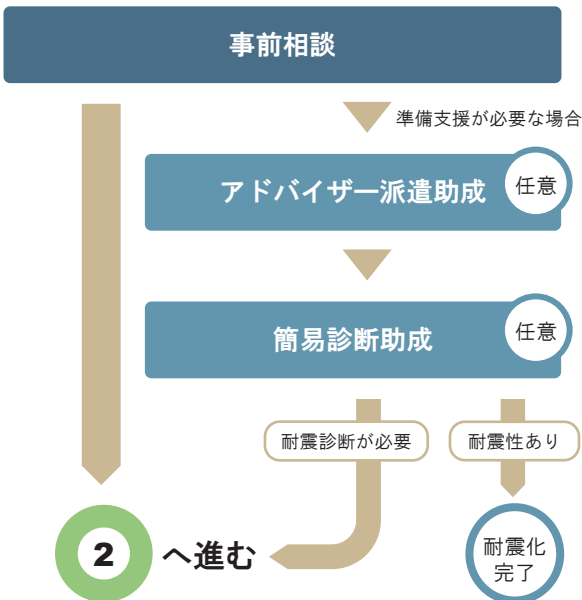 事前相談
準備支援が必要な場合
アドバイザー派遣助成
任意
簡易診断助成
任意
耐震診断が必要
耐震性あり
2 へ進む
耐震化
完了